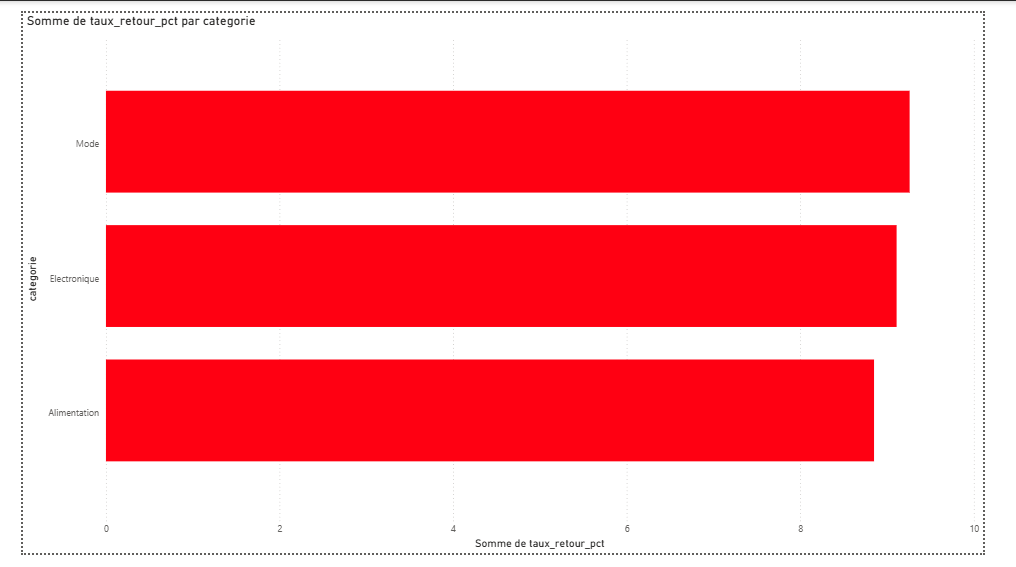 Somme de taux_retour_pct par categorie
categorie
Mode
Electronique
Alimentation
0 2 4 6 8 10
Somme de taux_retour_pct